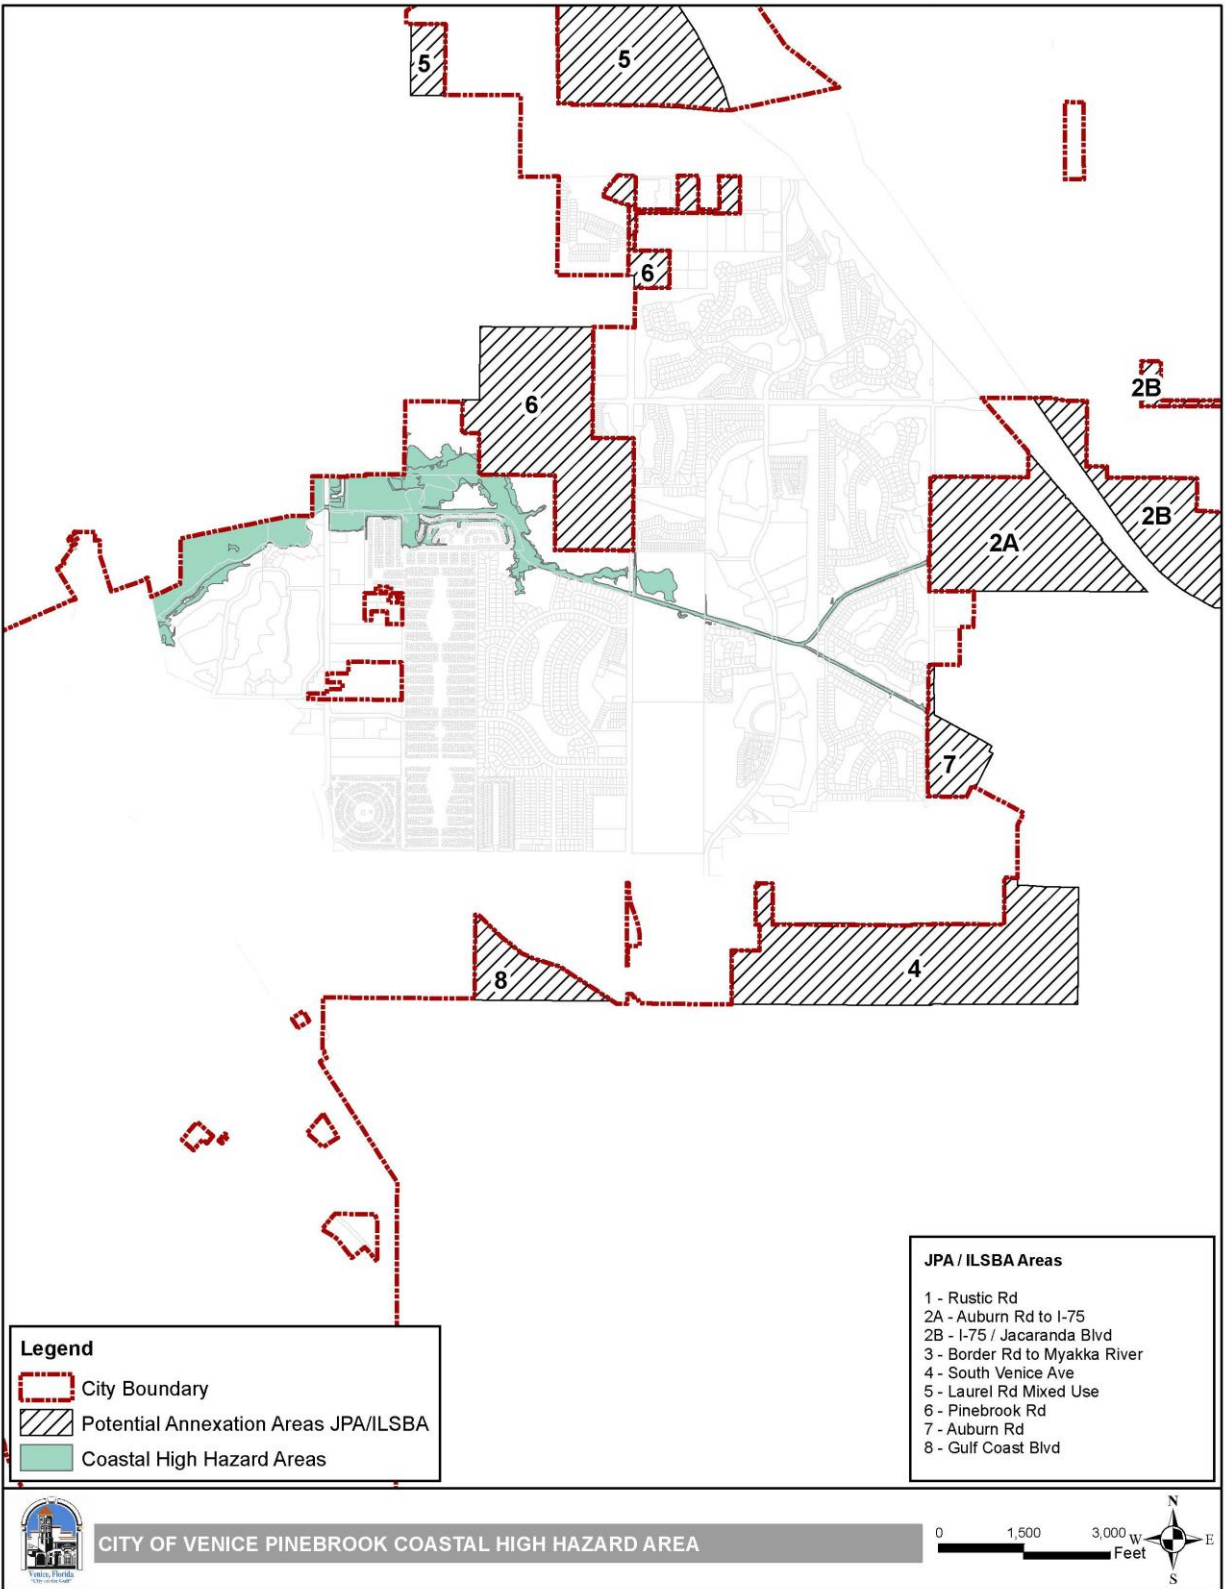 5
5
6
2B
6
2B
2A
7
4
8
JPA / ILSBA Areas
1 - Rustic Rd
2A - Auburn Rd to I-75
2B - I-75 / Jacaranda Blvd
3 - Border Rd to Myakka River
4 - South Venice Ave
5 - Laurel Rd Mixed Use
6 - Pinebrook Rd
7 - Auburn Rd
8 - Gulf Coast Blvd
Legend
City Boundary
Potential Annexation Areas JPA/ILSBA
Coastal High Hazard Areas
Venice, Florida
"City on the Gulf"
CITY OF VENICE PINEBROOK COASTAL HIGH HAZARD AREA
0 1,500 3,000
Feet
N
W E
S